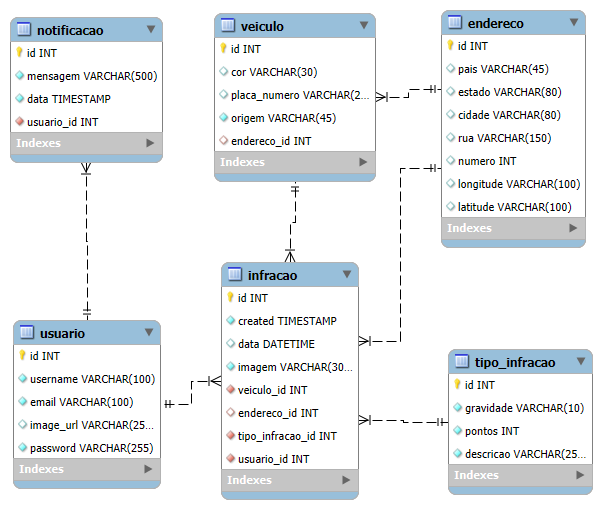 notificacao
id INT
mensagem VARCHAR(500)
data TIMESTAMP
usuario_id INT
Indexes
veiculo
id INT
cor VARCHAR(30)
placa_numero VARCHAR(2...
origem VARCHAR(45)
endereco_id INT
Indexes
endereco
id INT
pais VARCHAR(45)
estado VARCHAR(80)
cidade VARCHAR(80)
rua VARCHAR(150)
numero INT
longitude VARCHAR(100)
latitude VARCHAR(100)
Indexes
usuario
id INT
username VARCHAR(100)
email VARCHAR(100)
image_url VARCHAR(25...
password VARCHAR(255)
Indexes
infracao
id INT
created TIMESTAMP
data DATETIME
imagem VARCHAR(30...
veiculo_id INT
endereco_id INT
tipo_infracao_id INT
usuario_id INT
Indexes
tipo_infracao
id INT
gravidade VARCHAR(10)
pontos INT
descricao VARCHAR(25...
Indexes